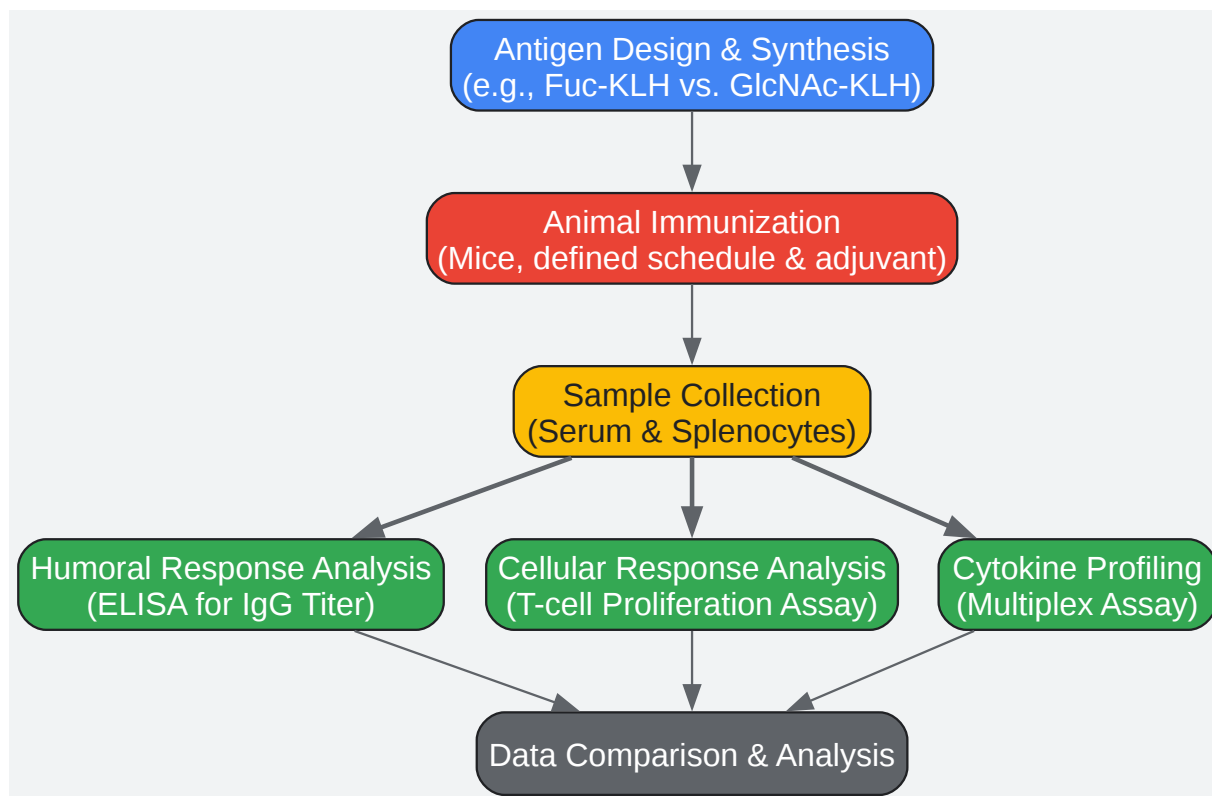 Antigen Design & Synthesis
(e.g., Fuc-KLH vs. GlcNAc-KLH)
Animal Immunization
(Mice, defined schedule & adjuvant)
Sample Collection
(Serum & Splenocytes)
Humoral Response Analysis
(ELISA for IgG Titer)
Cellular Response Analysis
(T-cell Proliferation Assay)
Cytokine Profiling
(Multiplex Assay)
Data Comparison & Analysis